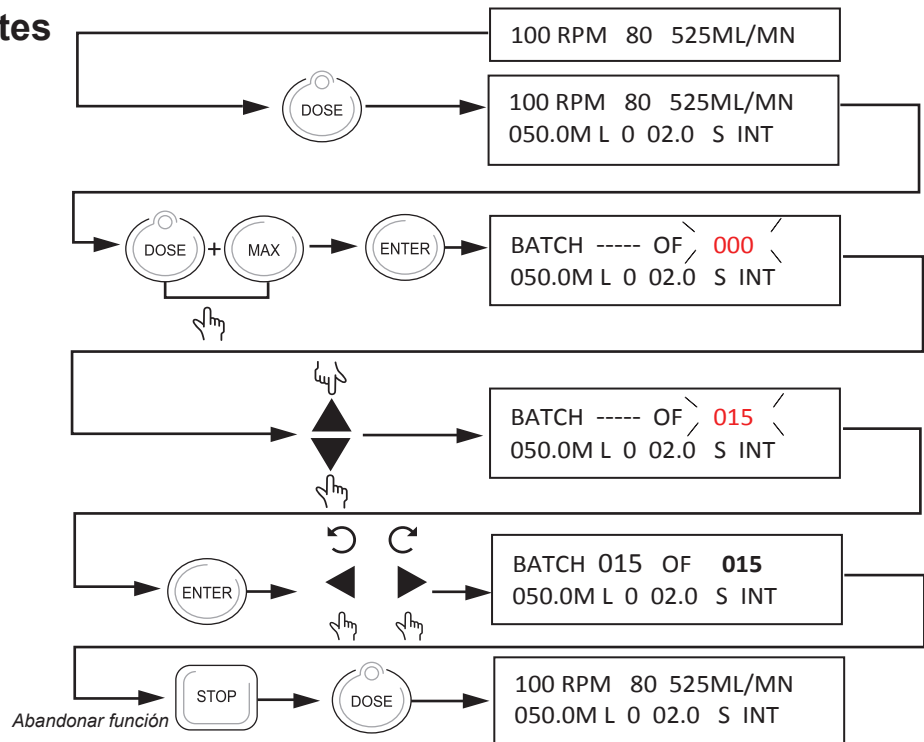 100 RPM 80 525ML/MN
DOSE
100 RPM 80 525ML/MN
050.0M L 0 02.0 S INT
DOSE + MAX ENTER
BATCH ----- OF 000
050.0M L 0 02.0 S INT
BATCH ----- OF 015
050.0M L 0 02.0 S INT
ENTER
BATCH 015 OF 015
050.0M L 0 02.0 S INT
Abandonar función
STOP
DOSE
100 RPM 80 525ML/MN
050.0M L 0 02.0 S INT